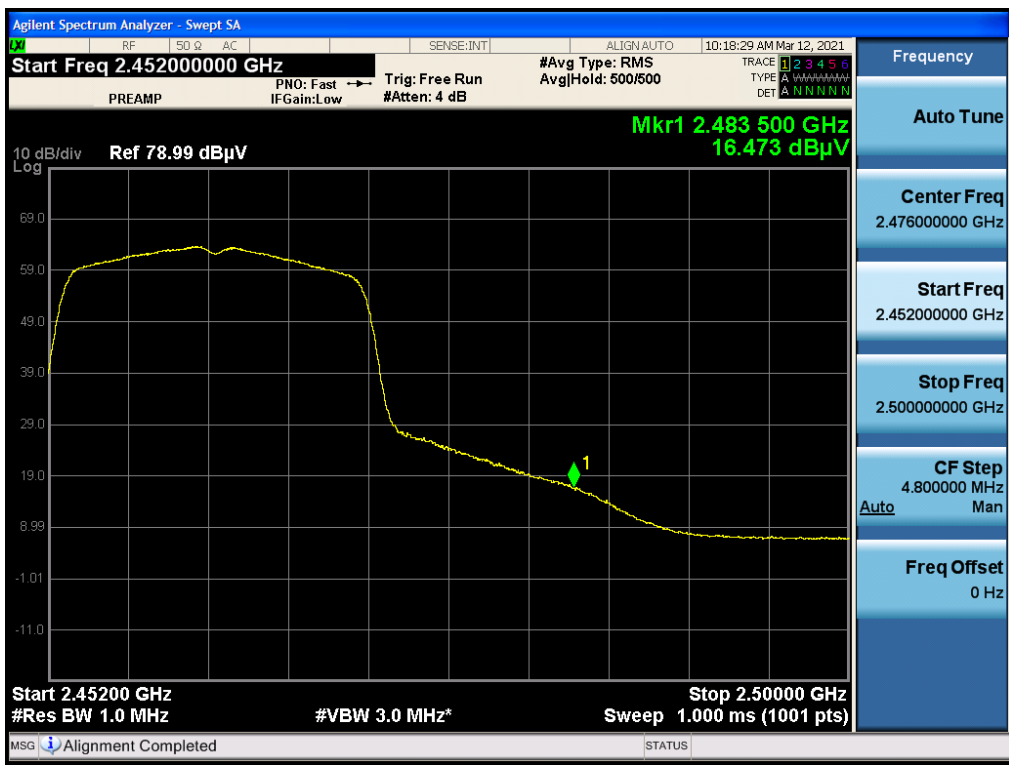 Agilent Spectrum Analyzer - Swept SA
LXI RF 50 Ω AC SENSE:INT ALIGN AUTO 10:18:29 AM Mar 12, 2021
Start Freq 2.452000000 GHz
PREAMP
PNO: Fast
IFGain:Low
Trig: Free Run
#Atten: 4 dB
#Avg Type: RMS
Avg|Hold: 500/500
TRACE 1 2 3 4 5 6
TYPE A
DET A N N N N N
Mkr1 2.483 500 GHz
16.473 dBµV
10 dB/div Ref 78.99 dBµV
Log
69.0
59.0
49.0
39.0
29.0
19.0
8.99
-1.01
-11.0
1
Start 2.45200 GHz Stop 2.50000 GHz
#Res BW 1.0 MHz #VBW 3.0 MHz* Sweep 1.000 ms (1001 pts)
MSG Alignment Completed STATUS
Frequency
Auto Tune
Center Freq
2.476000000 GHz
Start Freq
2.452000000 GHz
Stop Freq
2.500000000 GHz
CF Step
4.800000 MHz
Auto Man
Freq Offset
0 Hz